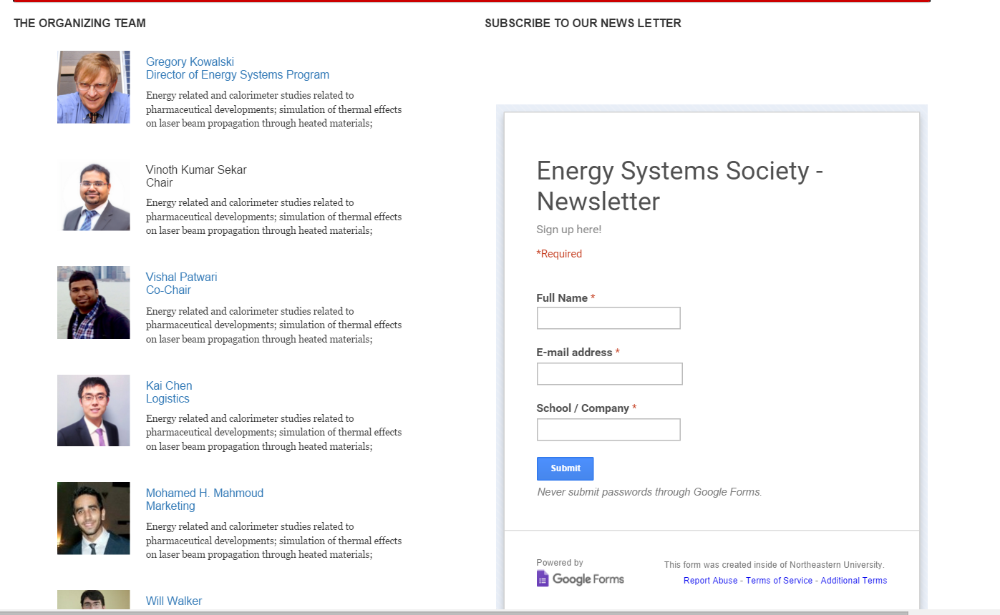 THE ORGANIZING TEAM
Gregory Kowalski
Director of Energy Systems Program
Energy related and calorimeter studies related to
pharmaceutical developments; simulation of thermal effects
on laser beam propagation through heated materials;
Vinoth Kumar Sekar
Chair
Energy related and calorimeter studies related to
pharmaceutical developments; simulation of thermal effects
on laser beam propagation through heated materials;
Vishal Patwari
Co-Chair
Energy related and calorimeter studies related to
pharmaceutical developments; simulation of thermal effects
on laser beam propagation through heated materials;
Kai Chen
Logistics
Energy related and calorimeter studies related to
pharmaceutical developments; simulation of thermal effects
on laser beam propagation through heated materials;
Mohamed H. Mahmoud
Marketing
Energy related and calorimeter studies related to
pharmaceutical developments; simulation of thermal effects
on laser beam propagation through heated materials;
Will Walker
SUBSCRIBE TO OUR NEWS LETTER
Energy Systems Society -
Newsletter
Sign up here!
*Required
Full Name *
E-mail address *
School / Company *
Submit
Never submit passwords through Google Forms.
Powered by
Google Forms
This form was created inside of Northeastern University.
Report Abuse - Terms of Service - Additional Terms